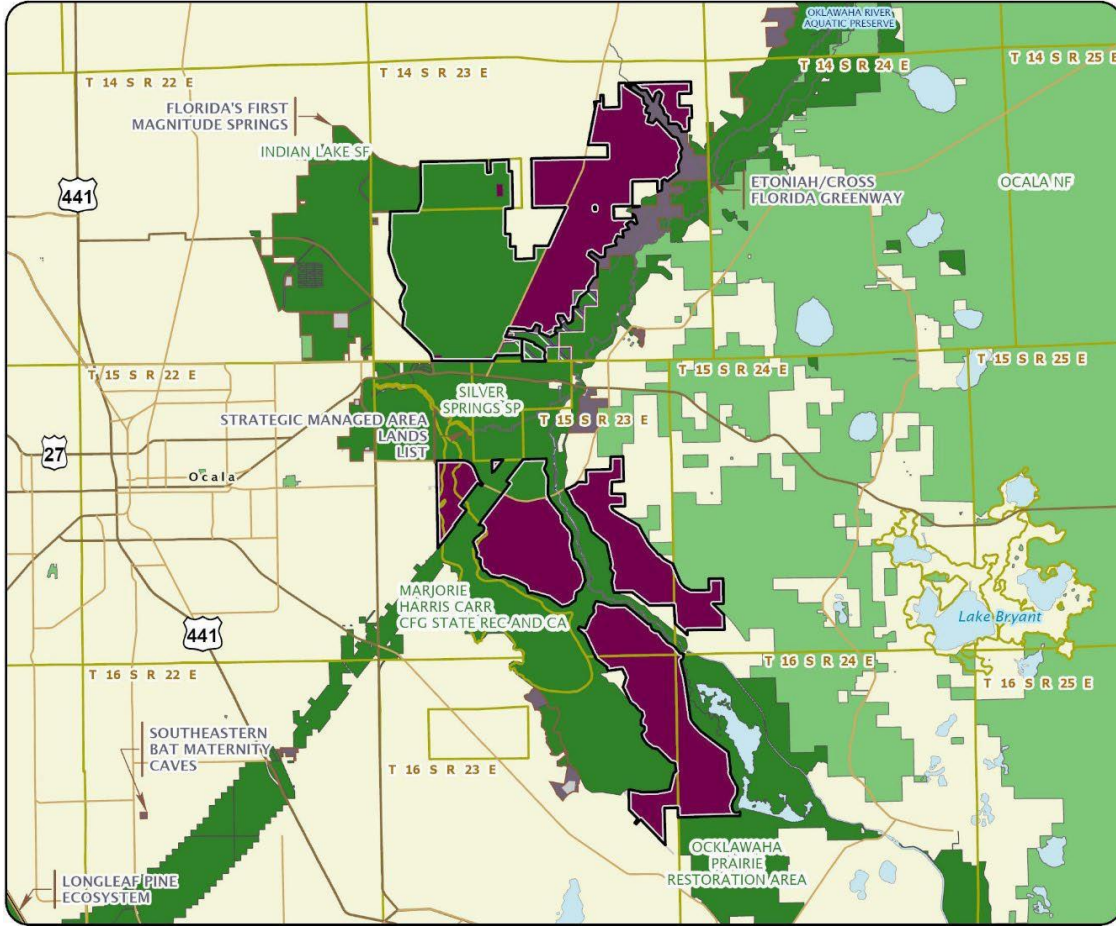 OKLAWAHA RIVER
AQUATIC PRESERVE
T 14 S R 22 E
T 14 S R 23 E
T 14 S R 24 E
T 14 S R 25 E
FLORIDA'S FIRST
MAGNITUDE SPRINGS
INDIAN LAKE SF
441
ETONIAH/CROSS
FLORIDA GREENWAY
OCALA NF
T 15 S R 22 E
T 15 S R 24 E
T 15 S R 25 E
SILVER
SPRINGS SP
T 15 S R 23 E
STRATEGIC MANAGED AREA
LANDS
LIST
27
Ocala
MARJORIE
HARRIS CARR
CFG STATE REC AND CA
Lake Bryant
441
T 16 S R 22 E
T 16 S R 24 E
T 16 S R 25 E
SOUTHEASTERN
BAT MATERNITY
CAVES
T 16 S R 23 E
OCKLAWAHA
PRAIRIE
RESTORATION AREA
LONGLEAF PINE
ECOSYSTEM